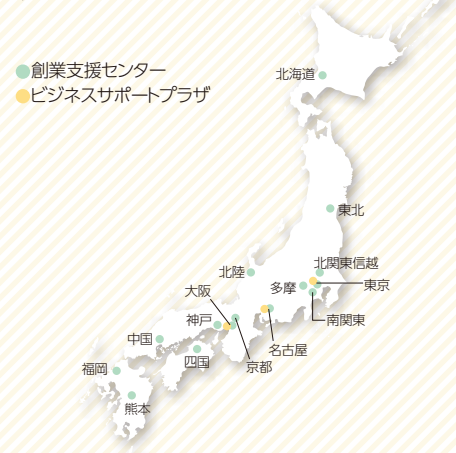 創業支援センター
ビジネスサポートプラザ
北海道
東北
北関東信越
北陸
多摩
東京
大阪
神戸
南関東
中国
名古屋
四国
京都
福岡
熊本